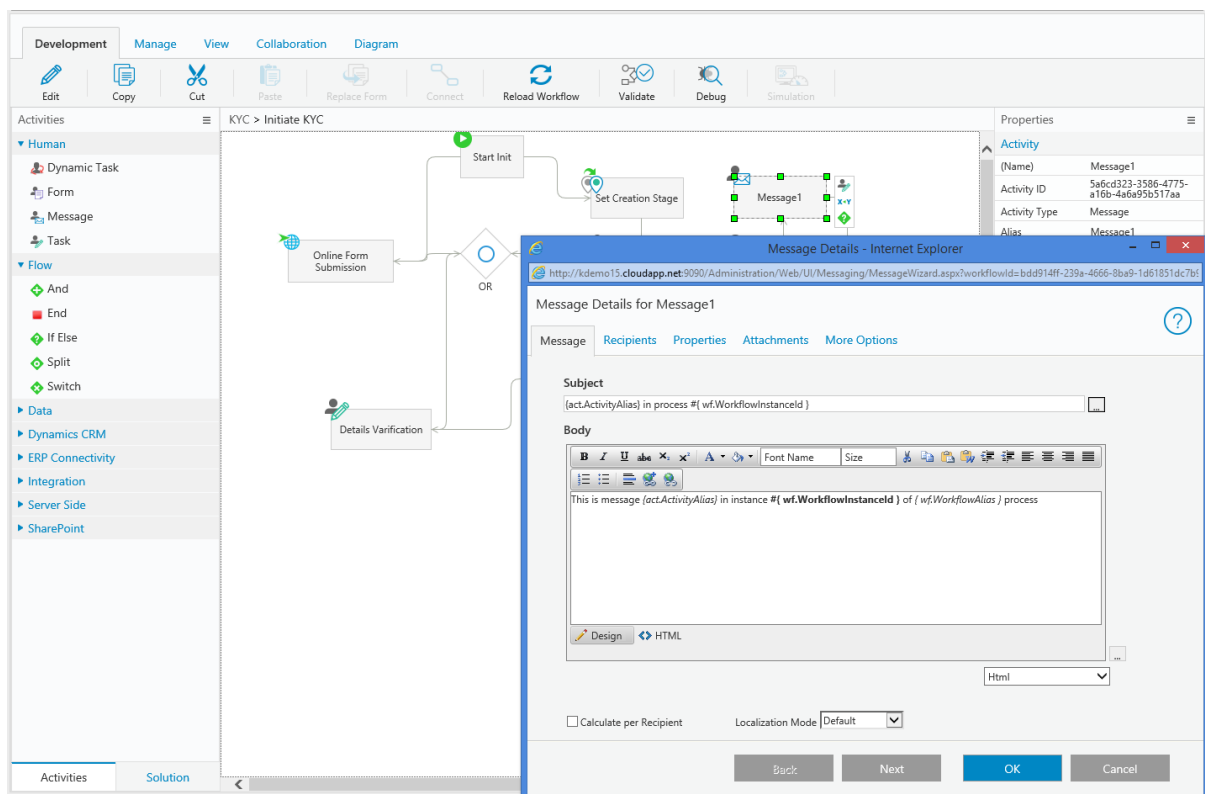 Development Manage View Collaboration Diagram
Edit Copy Cut Paste Replace Form Connect Reload Workflow Validate Debug Simulation
Activities
Human
Dynamic Task
Form
Message
Task
Flow
And
End
If Else
Split
Switch
Data
Dynamics CRM
ERP Connectivity
Integration
Server Side
SharePoint
Activities Solution
KYC > Initiate KYC
Start Init
Set Creation Stage
Message1
X=Y
Online Form
Submission
OR
Details Varification
Properties
Activity
(Name) Message1
Activity ID 5a6cd323-3586-4775-
a16b-4a6a95b517aa
Activity Type Message
Alias Message1
Message Details - Internet Explorer
http://kdemo15.cloudapp.net:9090/Administration/Web/UI/Messaging/MessageWizard.aspx?workflowId=bdd914ff-239a-4666-8ba9-1d61851dc7b9
Message Details for Message1
?
Message Recipients Properties Attachments More Options
Subject
{act.ActivityAlias} in process #{ wf.WorkflowInstanceId }
...
Body
B I U abc X₂ x² A Font Name Size
This is message {act.ActivityAlias} in instance #{ wf.WorkflowInstanceId } of { wf.WorkflowAlias } process
Design HTML
...
Html
Calculate per Recipient Localization Mode Default
Back Next OK Cancel